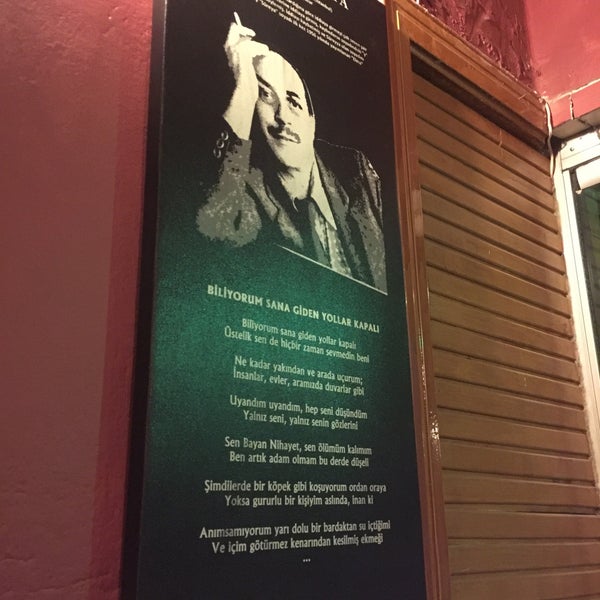 BİLİYORUM SANA GİDEN YOLLAR KAPALI
Biliyorum sana giden yollar kapalı
Üstelik sen de hiçbir zaman sevmedin beni
Ne kadar yakından ve arada uçurum;
İnsanlar, evler, aramızda duvarlar gibi
Uyandım uyandım, hep seni düşündüm
Yalnız seni, yalnız senin gözlerini
Sen Bayan Nihayet, sen ölümüm kalımım
Ben artık adam olmam bu derde düşeli
Şimdilerde bir köpek gibi koşuyorum ordan oraya
Yoksa gururlu bir kişiyim aslında, inan ki
Anımsamıyorum yarı dolu bir bardaktan su içtiğimi
Ve içim götürmez kenarından kesilmiş ekmeği
...